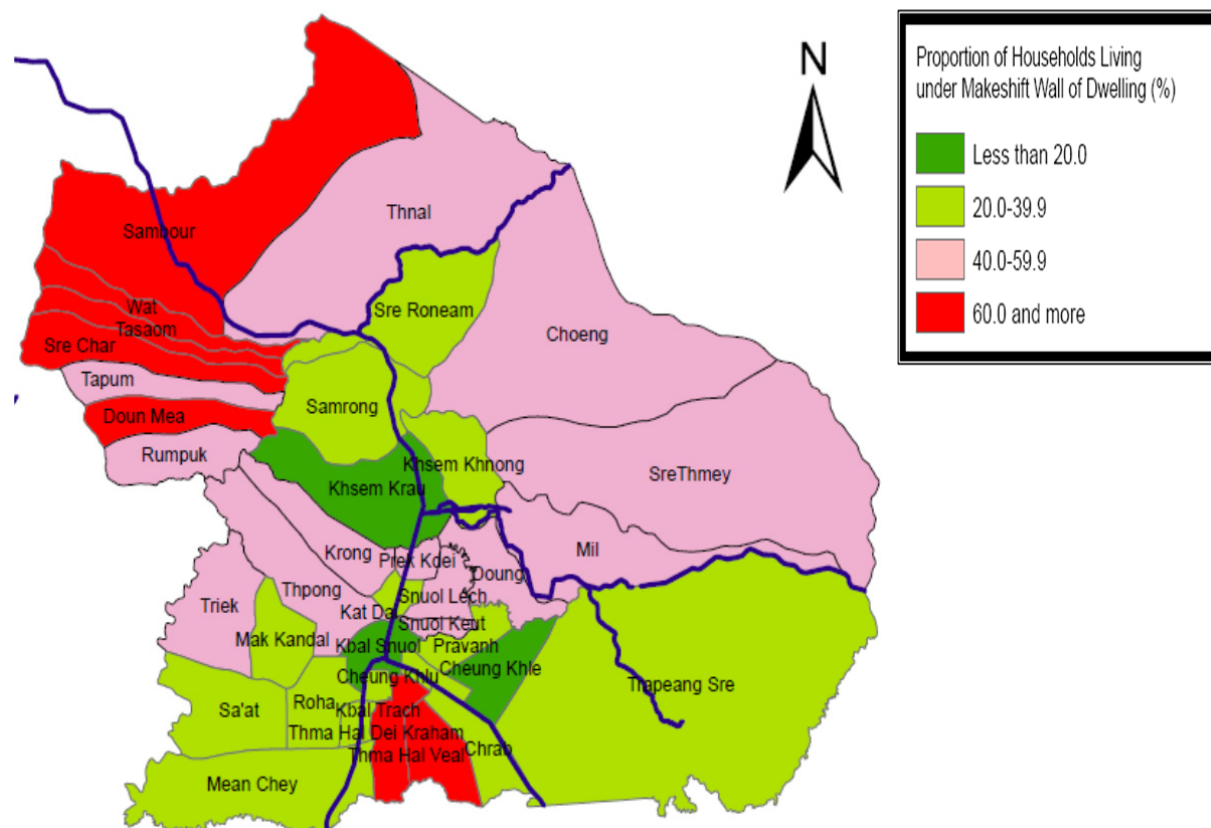 N
Proportion of Households Living
under Makeshift Wall of Dwelling (%)
Less than 20.0
20.0-39.9
40.0-59.9
60.0 and more
Thnal
Sambour
Wat
Tasaom
Sre Char
Tapum
Doun Mea
Rumpuk
Sre Roneam
Choeng
Samrong
Khsem Khnong
Khsem Krau
SreThmey
Mil
Krong
Prek Kdei
Doung
Thpong
Snuol Lech
Triek
Kat Dai
Snuol Keut
Mak Kandal
Kbal Snuol
Pravanh
Cheung Khlu
Cheung Khle
Trapeang Sre
Sa'at
Roha
Kbal Trach
Thma Hal Dei Kraham
Thma Hal Veal
Chrab
Mean Chey